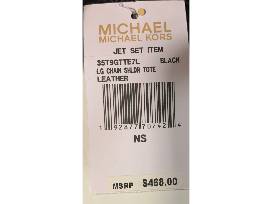 MICHAEL
MICHAEL KORS
JET SET ITEM
35T9GTTE7L BLACK
LG CHAIN SHLDR TOTE
LEATHER
NS
MSRP $468.00